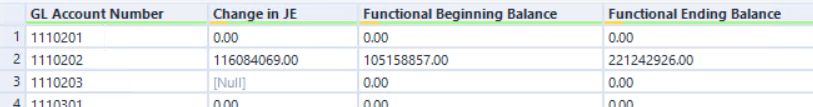 GL Account Number Change in JE Functional Beginning Balance Functional Ending Balance
1 1110201 0.00 0.00 0.00
2 1110202 116084069.00 105158857.00 221242926.00
3 1110203 [Null] 0.00 0.00
4 1110301 0.00 0.00 0.00